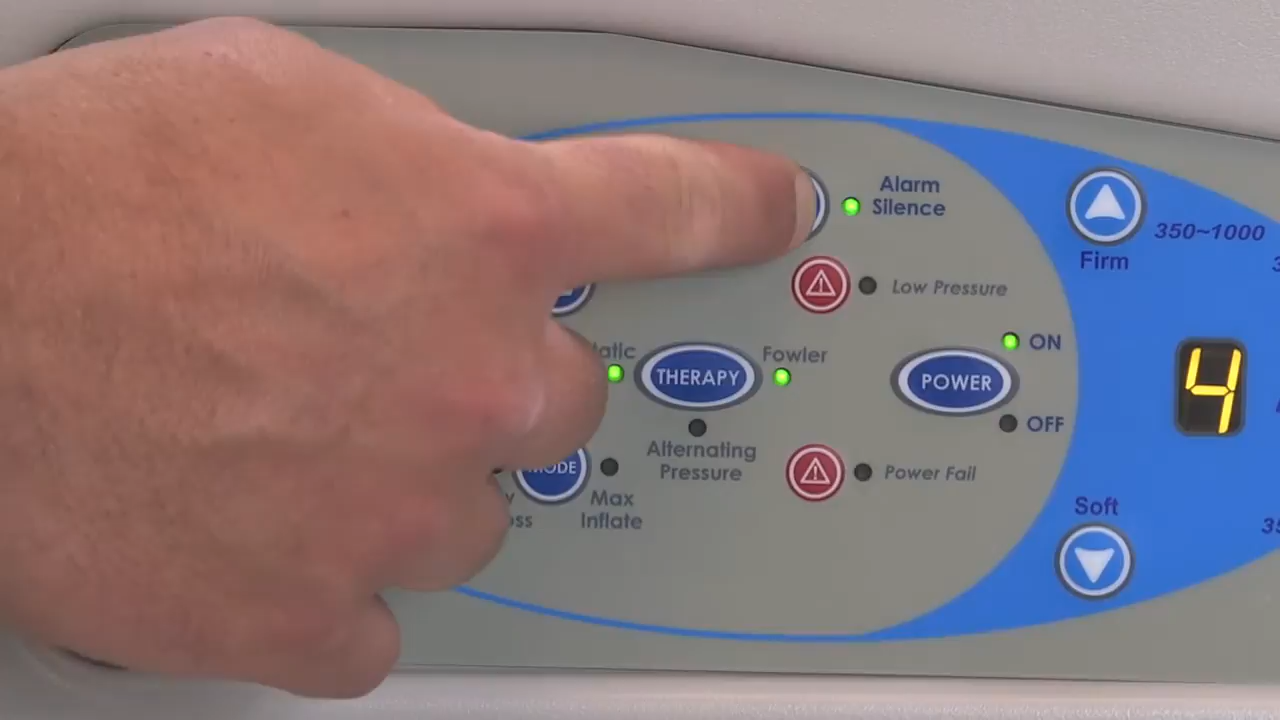 Alarm
Silence
350~1000
Firm
Low Pressure
ON
Fowler
THERAPY
POWER
4
OFF
Alternating
Pressure
Power Fail
Max
Inflate
Soft